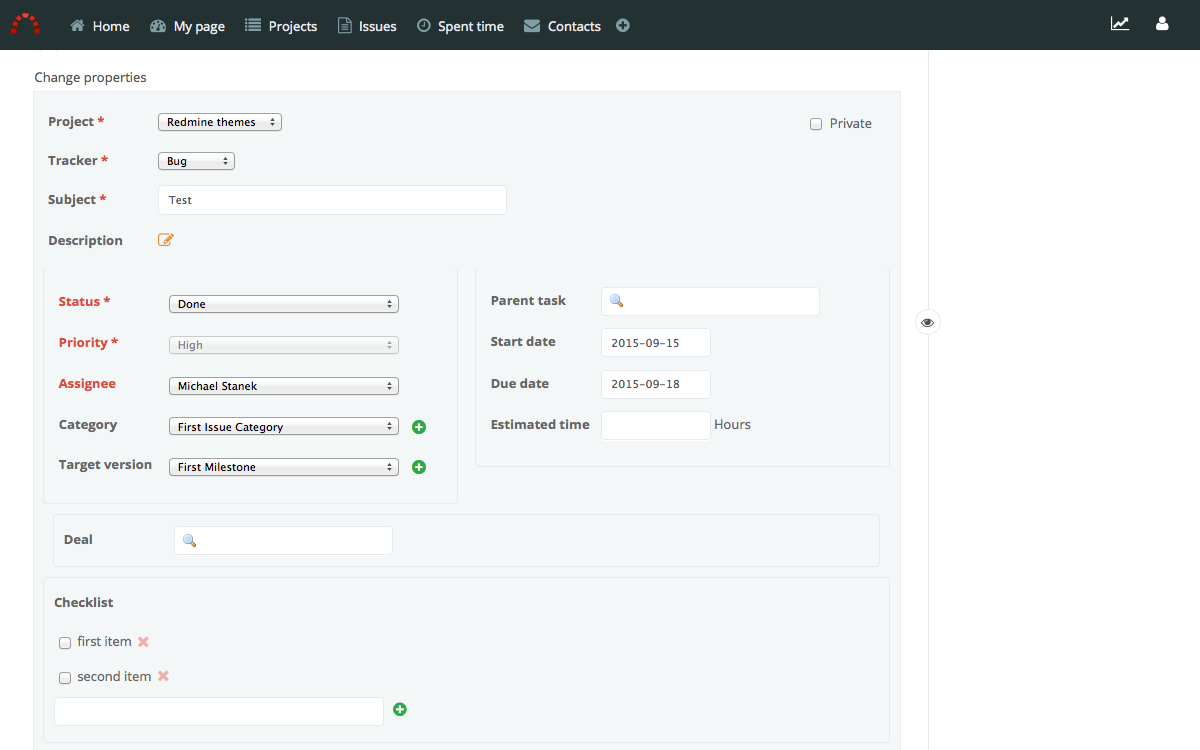 Home My page Projects Issues Spent time Contacts
Change properties
Project * Redmine themes Private
Tracker * Bug
Subject * Test
Description
Status * Done
Priority * High
Assignee Michael Stanek
Category First Issue Category
Target version First Milestone
Parent task
Start date 2015-09-15
Due date 2015-09-18
Estimated time Hours
Deal
Checklist
first item
second item